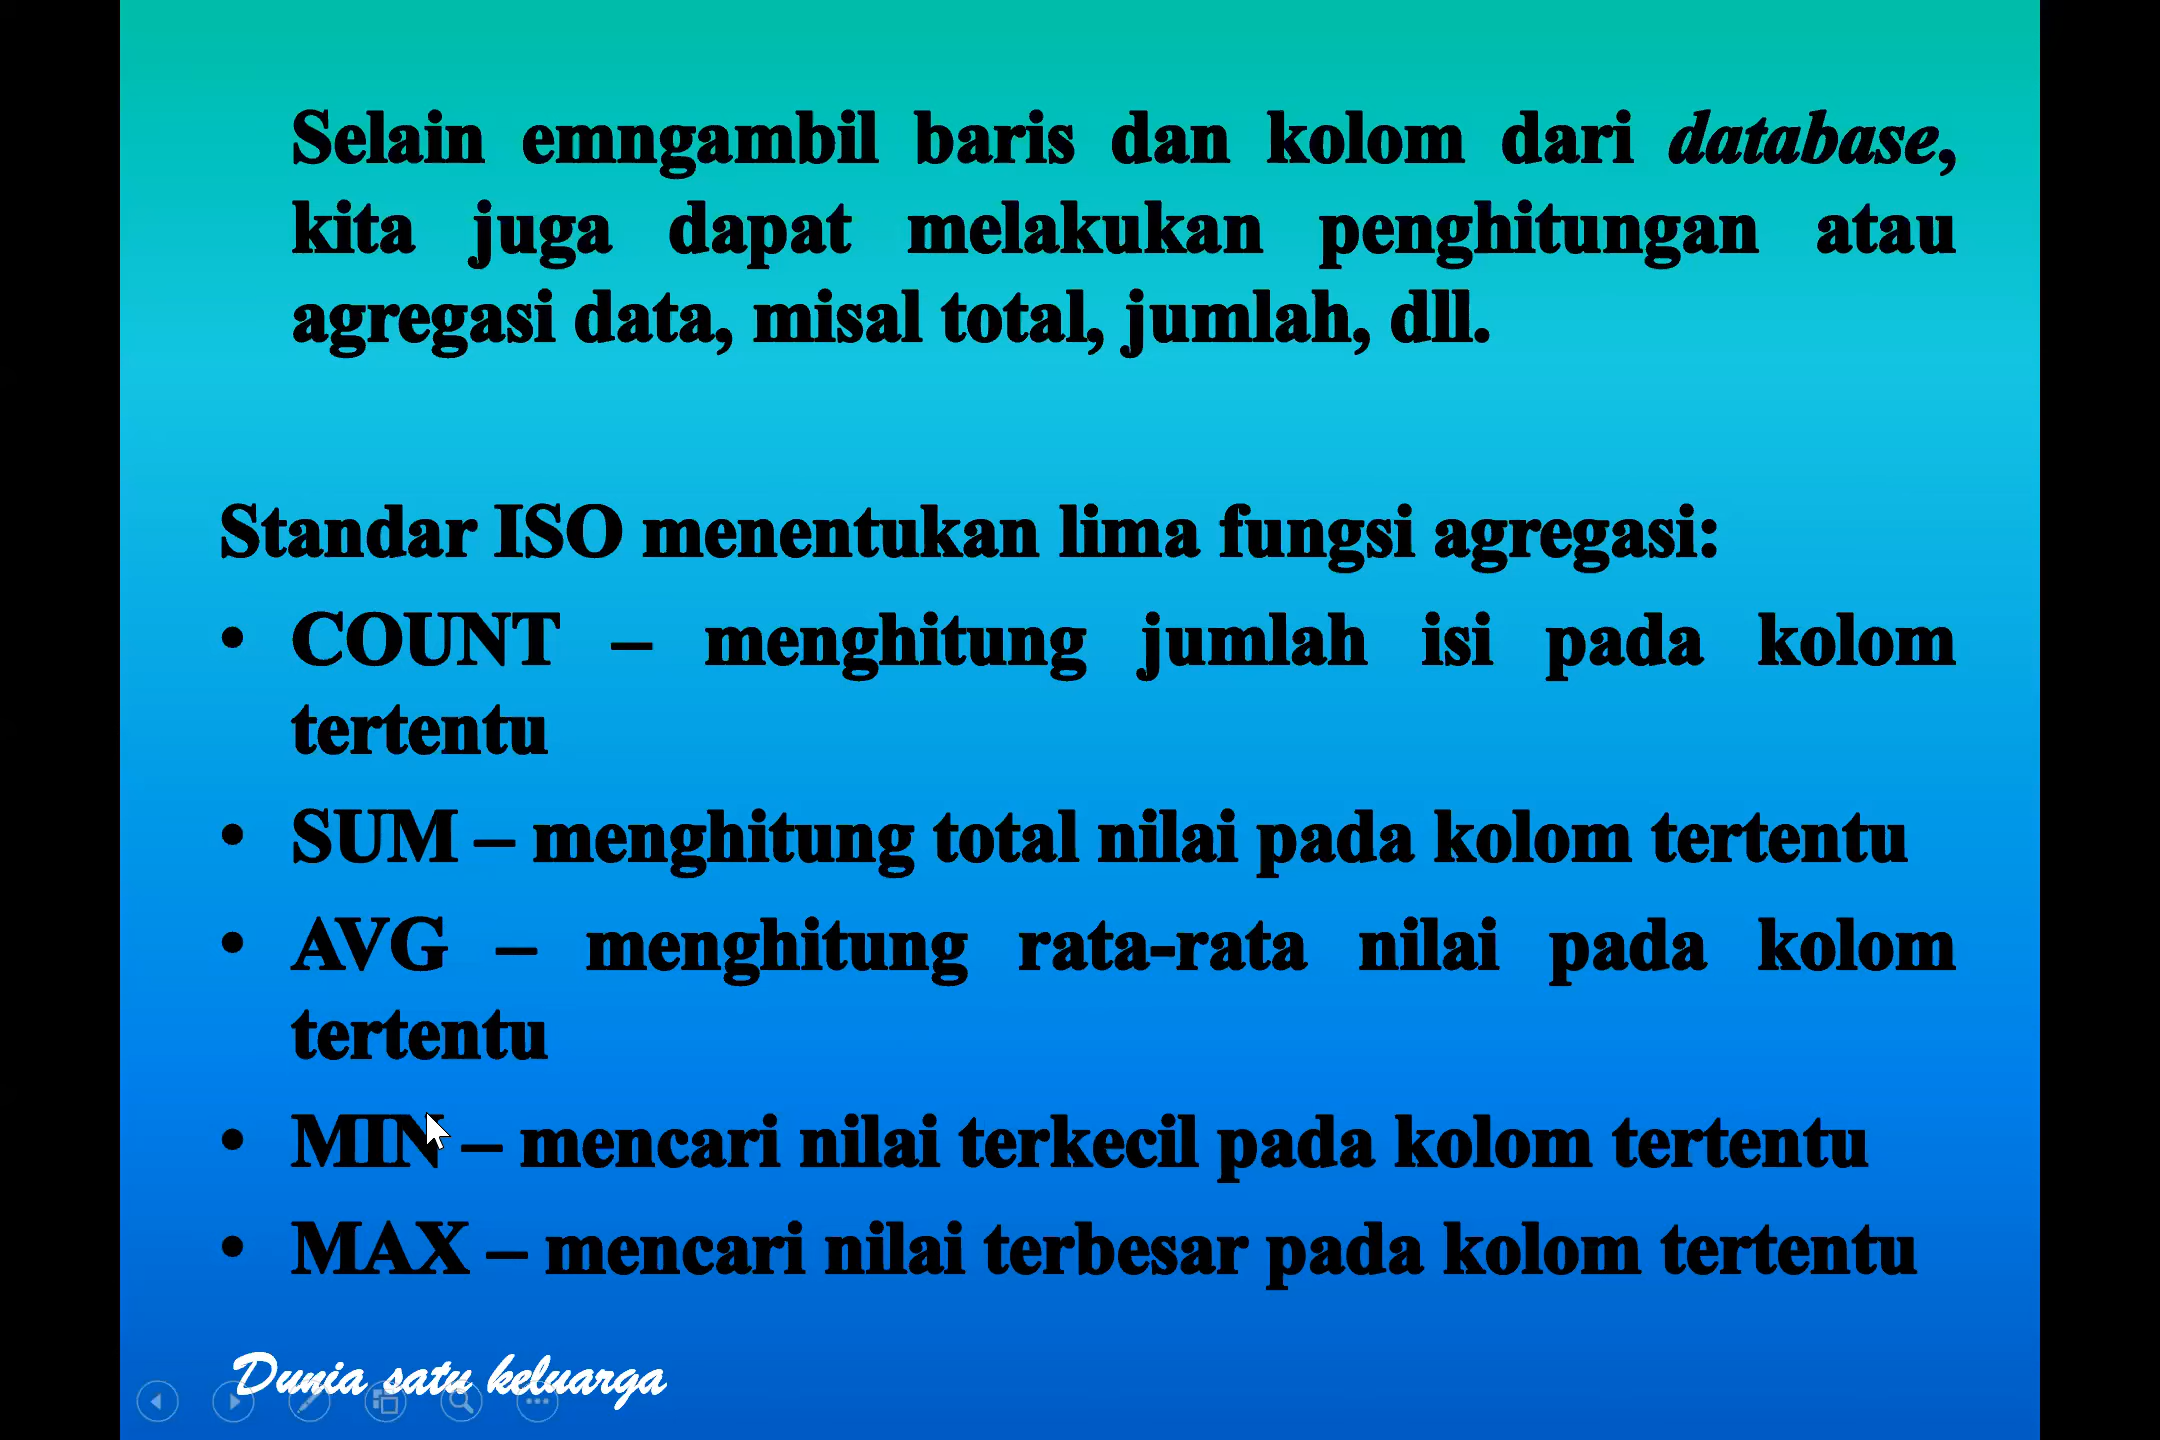 Selain emngambil baris dan kolom dari database,
kita juga dapat melakukan penghitungan atau
agregasi data, misal total, jumlah, dll.
Standar ISO menentukan lima fungsi agregasi:
• COUNT – menghitung jumlah isi pada kolom
tertentu
• SUM – menghitung total nilai pada kolom tertentu
• AVG – menghitung rata-rata nilai pada kolom
tertentu
• MIN – mencari nilai terkecil pada kolom tertentu
• MAX – mencari nilai terbesar pada kolom tertentu
Dunia satu keluarga